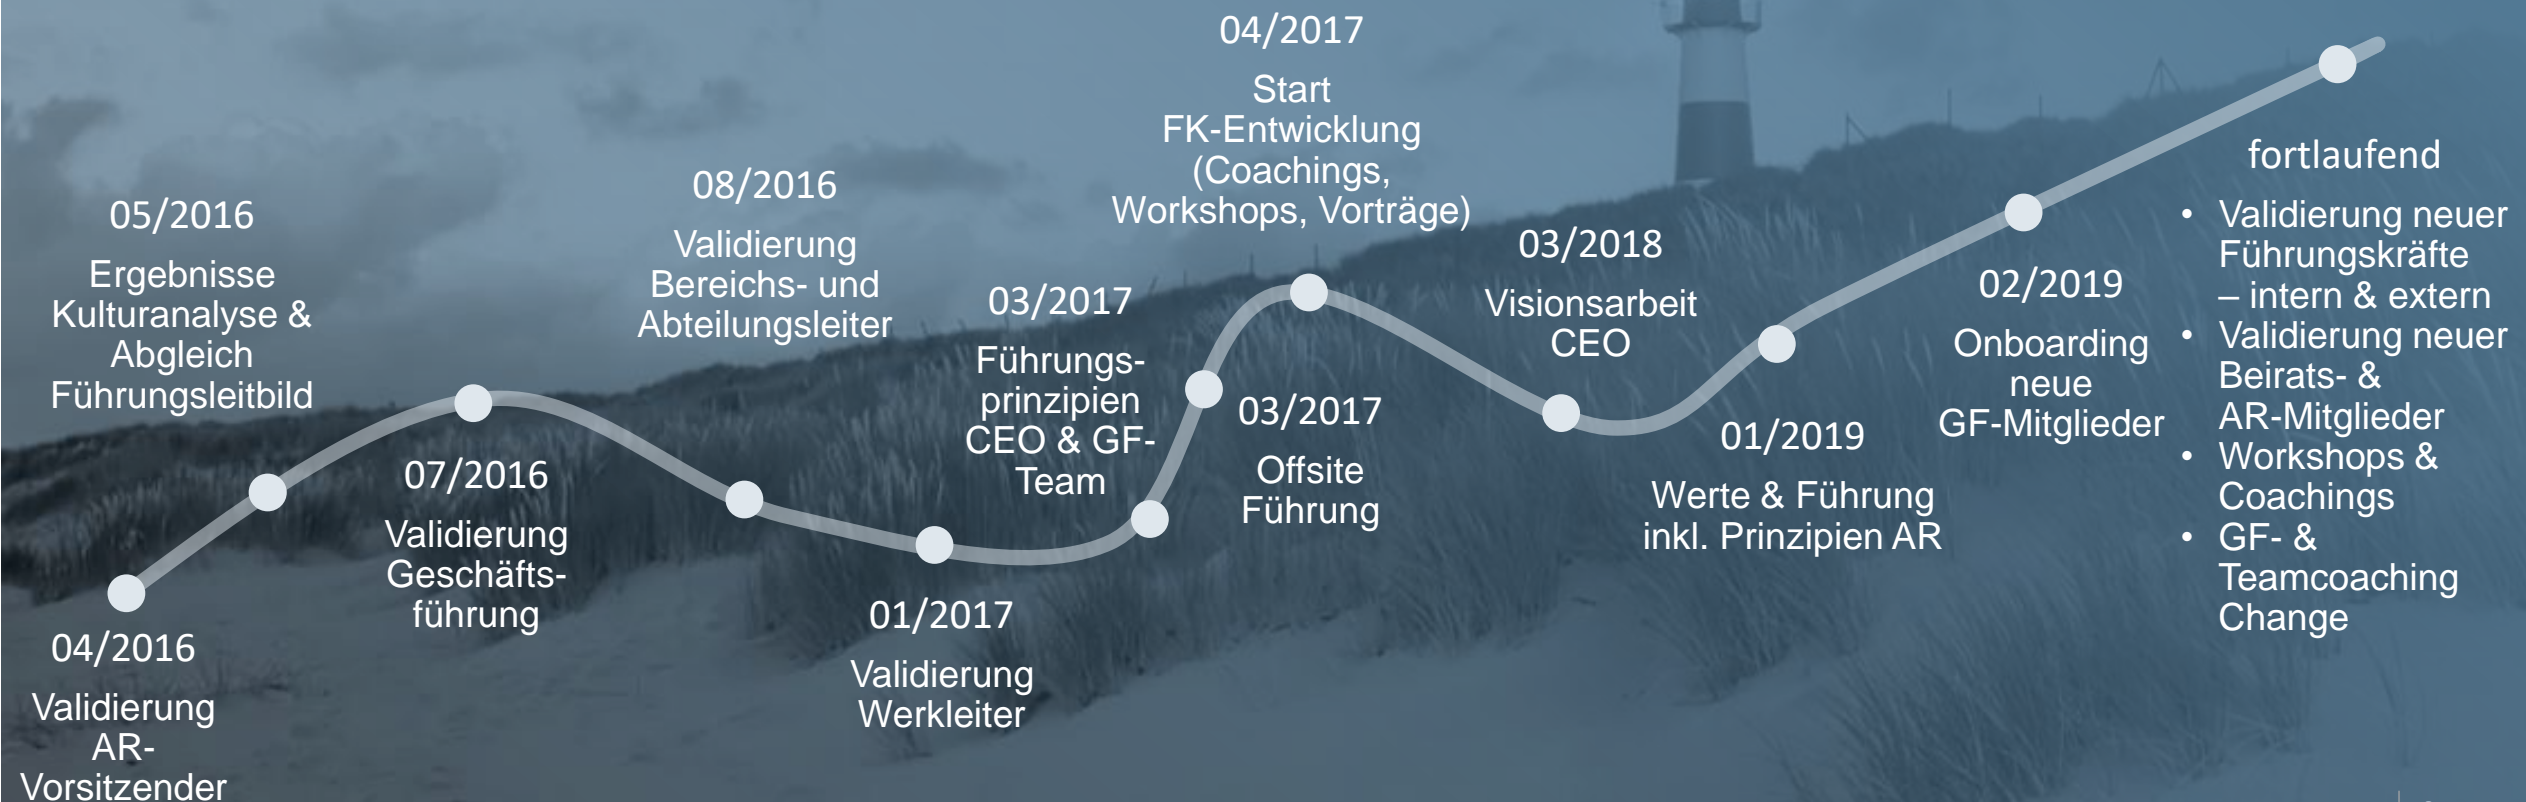 04/2016
Validierung
AR-
Vorsitzender
05/2016
Ergebnisse
Kulturanalyse &
Abgleich
Führungsleitbild
07/2016
Validierung
Geschäfts-
führung
08/2016
Validierung
Bereichs- und
Abteilungsleiter
01/2017
Validierung
Werkleiter
03/2017
Führungs-
prinzipien
CEO & GF-
Team
03/2017
Offsite
Führung
04/2017
Start
FK-Entwicklung
(Coachings,
Workshops, Vorträge)
03/2018
Visionsarbeit
CEO
01/2019
Werte & Führung
inkl. Prinzipien AR
02/2019
Onboarding
neue
GF-Mitglieder
fortlaufend
• Validierung neuer
Führungskräfte
– intern & extern
• Validierung neuer
Beirats- &
AR-Mitglieder
• Workshops &
Coachings
• GF- &
Teamcoaching
Change